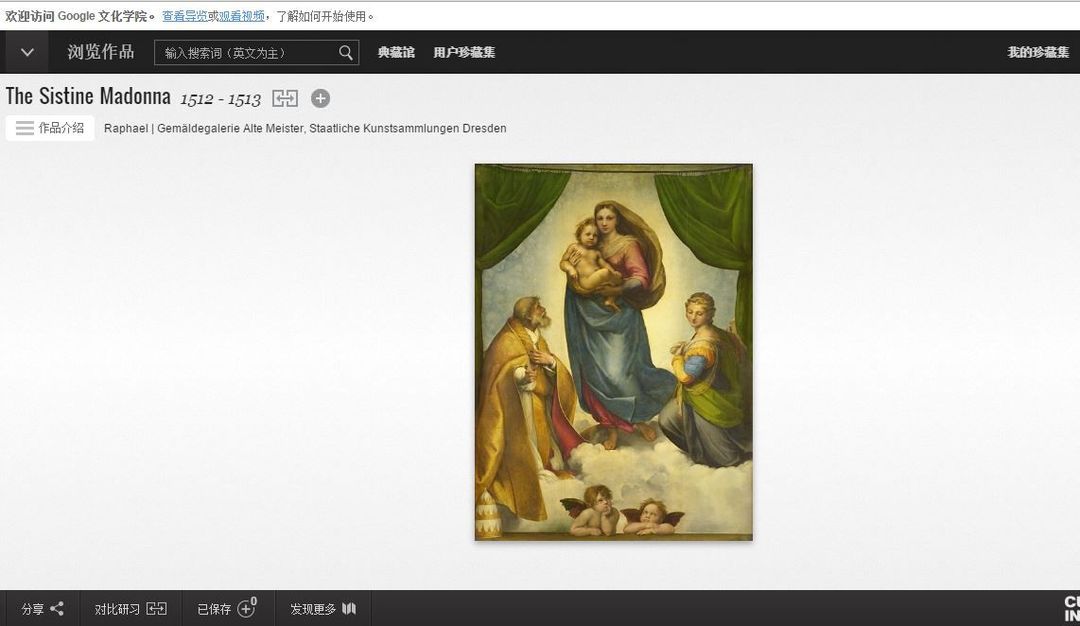 欢迎访问 Google 文化学院。 查看导览或观看视频，了解如何开始使用。
浏览作品 输入搜索词（英文为主） 典藏馆 用户珍藏集 我的珍藏集
The Sistine Madonna 1512 - 1513
作品介绍 Raphael | Gemäldegalerie Alte Meister, Staatliche Kunstsammlungen Dresden
分享 对比研习 已保存 0 发现更多
IN